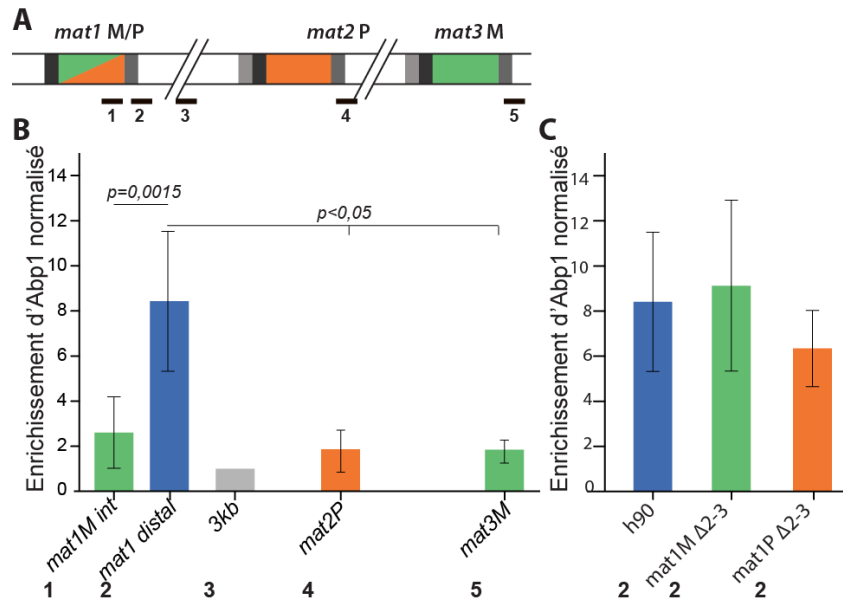 A
mat1 M/P mat2 P mat3 M
1 2 3 4 5
B
Enrichissement d'Abp1 normalisé
14
12
10
8
6
4
2
0
p=0,0015
p<0,05
mat1M int
mat1 distal
3kb
mat2P
mat3M
1 2 3 4 5
C
Enrichissement d'Abp1 normalisé
14
12
10
8
6
4
2
0
h90
mat1M Δ2-3
mat1P Δ2-3
2 2 2